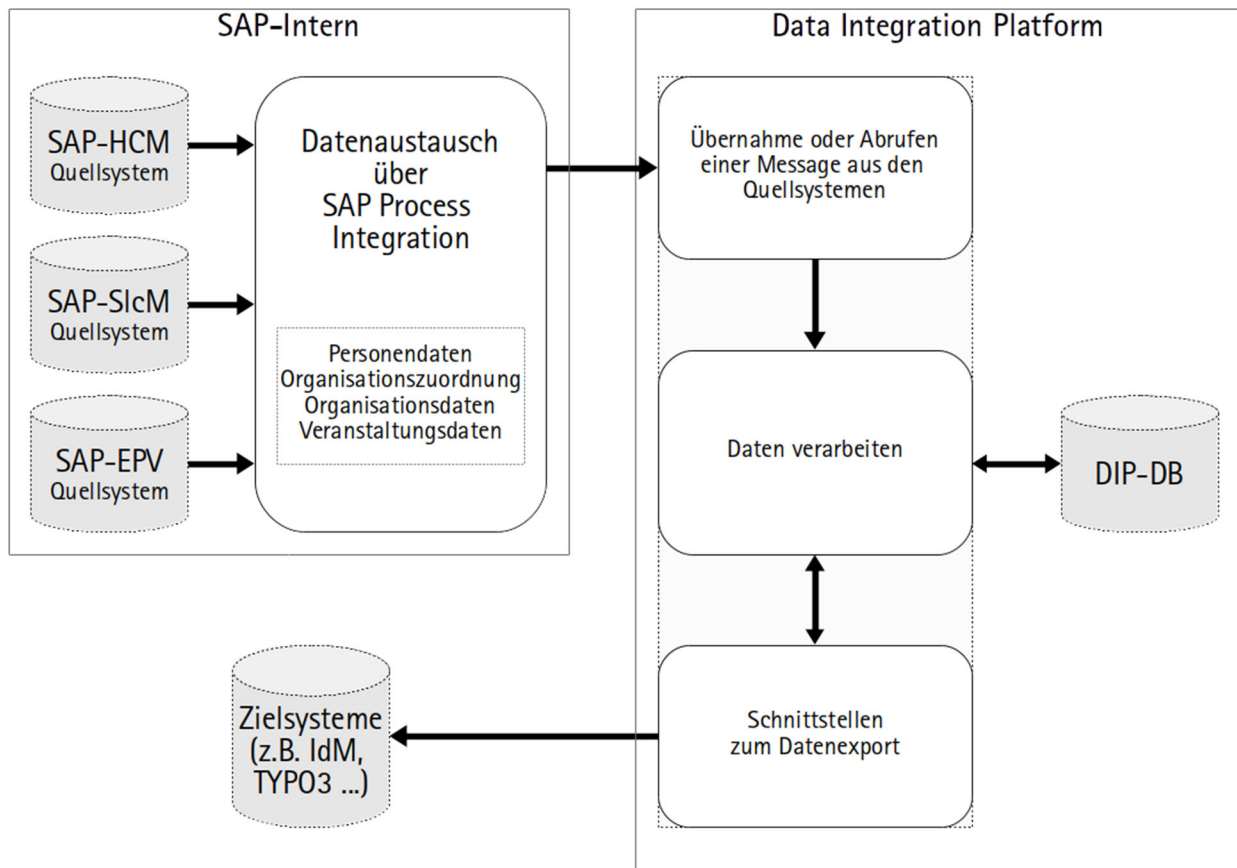 SAP-Intern
SAP-HCM
Quellsystem
SAP-SlcM
Quellsystem
SAP-EPV
Quellsystem
Datenaustausch
über
SAP Process
Integration
Personendaten
Organisationszuordnung
Organisationsdaten
Veranstaltungsdaten
Data Integration Platform
Übernahme oder Abrufen
einer Message aus den
Quellsystemen
Daten verarbeiten
DIP-DB
Schnittstellen
zum Datenexport
Zielsysteme
(z.B. IdM,
TYPO3 ...)